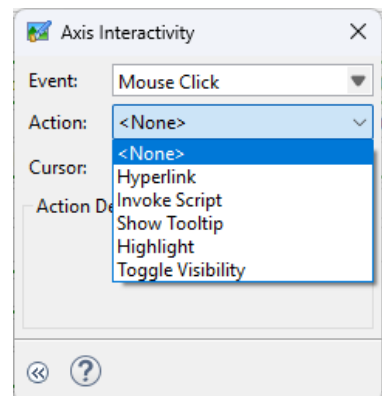 Axis Interactivity
Event: Mouse Click
Action: <None>
<None>
Cursor:
Hyperlink
Invoke Script
Action De
Show Tooltip
Highlight
Toggle Visibility
?